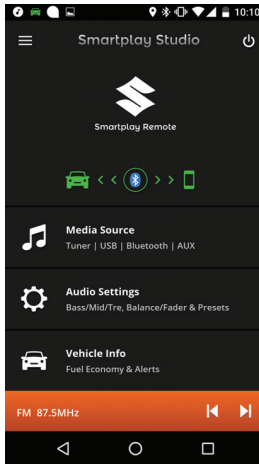 10:10
Smartplay Studio
Smartplay Remote
Media Source
Tuner | USB | Bluetooth | AUX
Audio Settings
Bass/Mid/Tre, Balance/Fader & Presets
Vehicle Info
Fuel Economy & Alerts
FM 87.5MHz